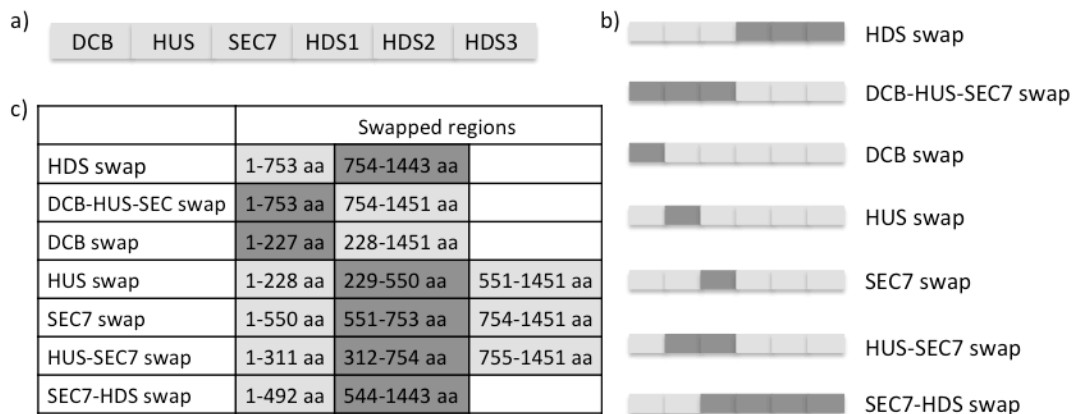 a)
DCB HUS SEC7 HDS1 HDS2 HDS3
b)
HDS swap
DCB-HUS-SEC7 swap
DCB swap
HUS swap
SEC7 swap
HUS-SEC7 swap
SEC7-HDS swap
c)
Swapped regions
HDS swap 1-753 aa 754-1443 aa
DCB-HUS-SEC swap 1-753 aa 754-1451 aa
DCB swap 1-227 aa 228-1451 aa
HUS swap 1-228 aa 229-550 aa 551-1451 aa
SEC7 swap 1-550 aa 551-753 aa 754-1451 aa
HUS-SEC7 swap 1-311 aa 312-754 aa 755-1451 aa
SEC7-HDS swap 1-492 aa 544-1443 aa